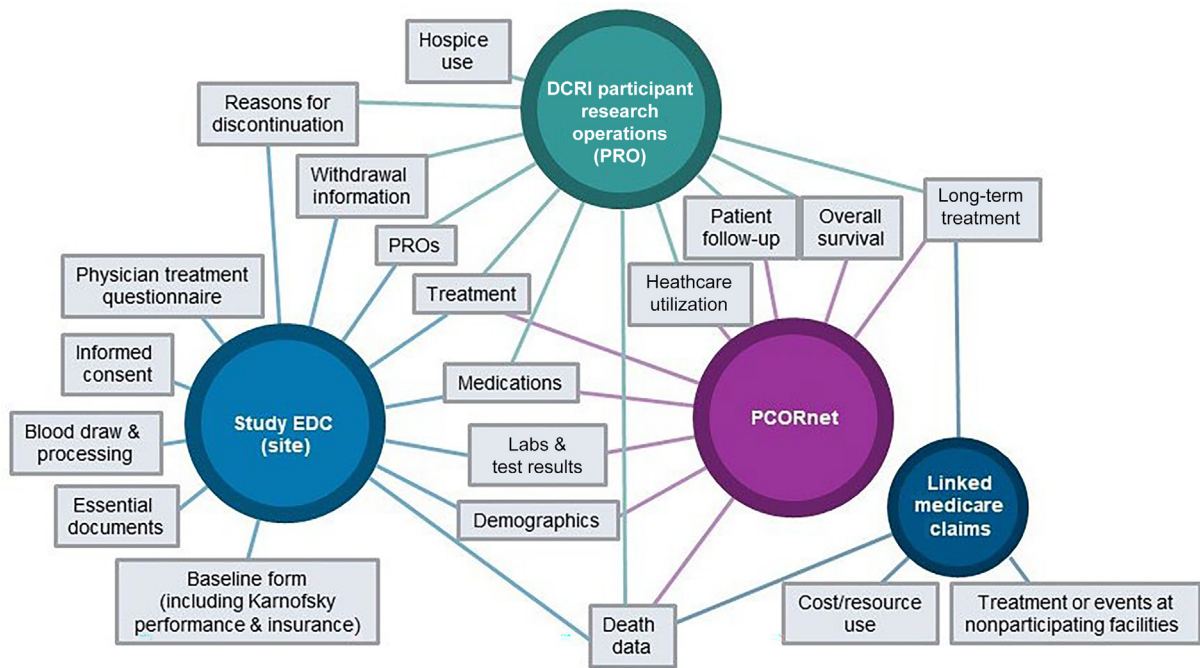 Hospice
use
DCRI participant
research
operations
(PRO)
Reasons for
discontinuation
Withdrawal
information
PROs
Patient
follow-up
Overall
survival
Long-term
treatment
Physician treatment
questionnaire
Treatment
Heathcare
utilization
Informed
consent
Medications
Study EDC
(site)
PCORnet
Blood draw &
processing
Labs &
test results
Essential
documents
Demographics
Linked
medicare
claims
Baseline form
(including Karnofsky
performance & insurance)
Death
data
Cost/resource
use
Treatment or events at
nonparticipating facilities